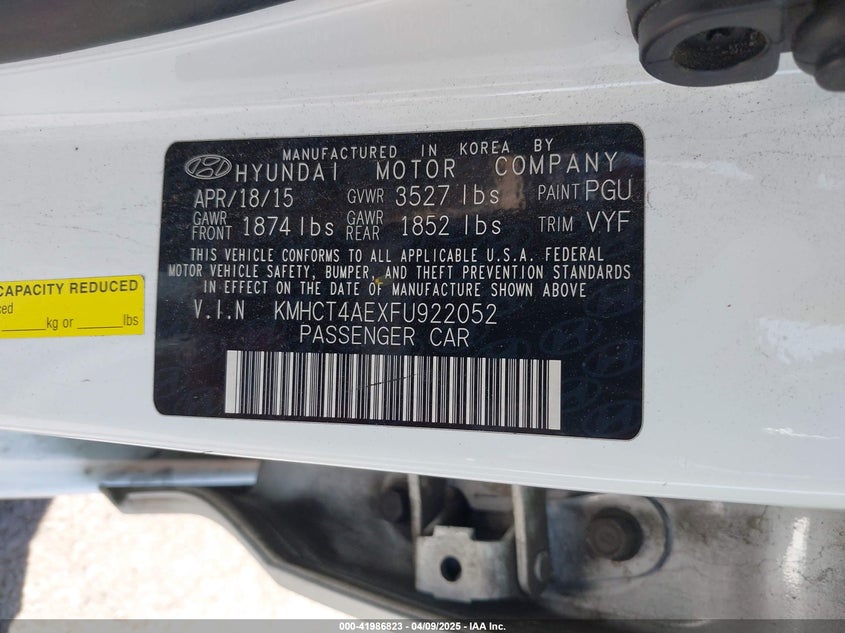 MANUFACTURED IN KOREA BY
HYUNDAI MOTOR COMPANY
APR/18/15 GVWR 3527 lbs PAINT PGU
GAWR FRONT 1874 lbs GAWR REAR 1852 lbs TRIM VYF
THIS VEHICLE CONFORMS TO ALL APPLICABLE U.S.A. FEDERAL
MOTOR VEHICLE SAFETY, BUMPER, AND THEFT PREVENTION STANDARDS
IN EFFECT ON THE DATE OF MANUFACTURE SHOWN ABOVE
V.I.N KMHCT4AEXFU922052
PASSENGER CAR
CAPACITY REDUCED
kg or lbs
000-41986823 - 04/09/2025 - IAA Inc.